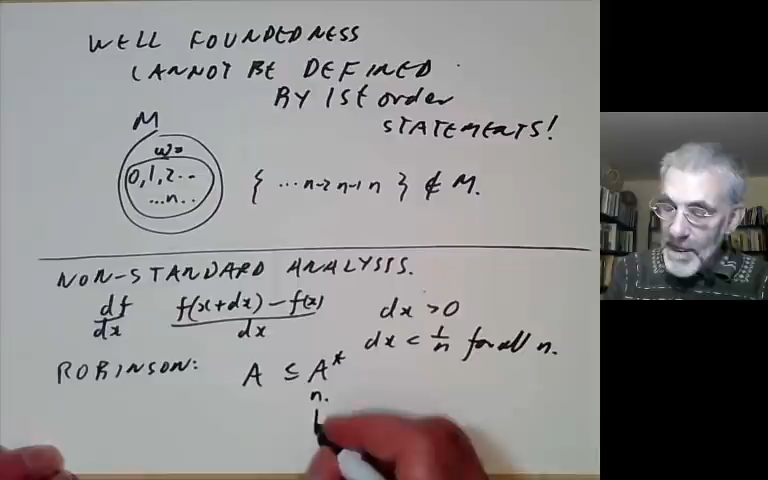 WELL FOUNDEDNESS
CANNOT BE DEFINED
BY 1st order
STATEMENTS!
M
ω=
0,1,2..
...n..
{ ...n-2 n-1 n } ∉ M.
NON-STANDARD ANALYSIS.
df/dx f(x+dx)-f(x)/dx dx >0
dx < 1/n for all n.
ROBINSON: A ⊆ A*
n.